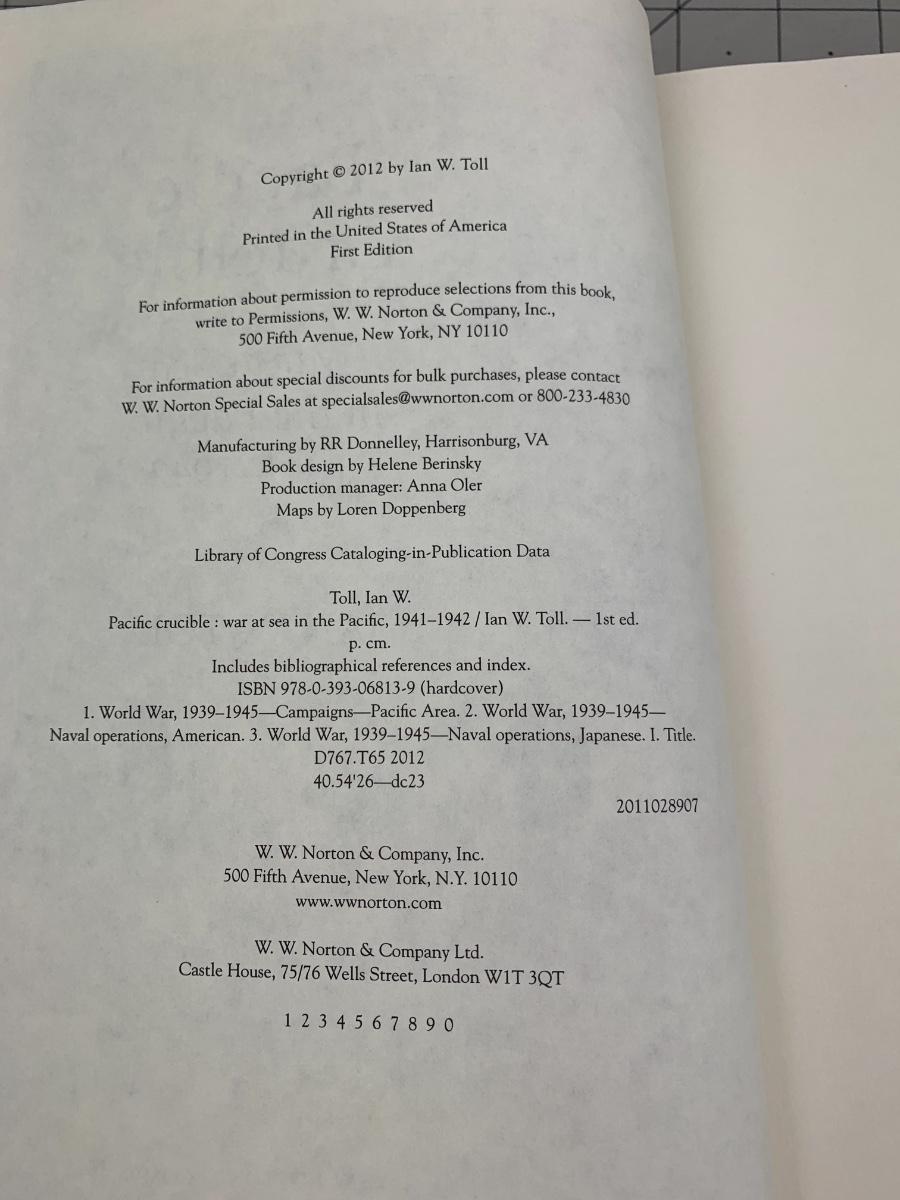 Copyright © 2012 by Ian W. Toll
All rights reserved
Printed in the United States of America
First Edition
For information about permission to reproduce selections from this book,
write to Permissions, W. W. Norton & Company, Inc.,
500 Fifth Avenue, New York, NY 10110
For information about special discounts for bulk purchases, please contact
W. W. Norton Special Sales at specialsales@wwnorton.com or 800-233-4830
Manufacturing by RR Donnelley, Harrisonburg, VA
Book design by Helene Berinsky
Production manager: Anna Oler
Maps by Loren Doppenberg
Library of Congress Cataloging-in-Publication Data
Toll, Ian W.
Pacific crucible : war at sea in the Pacific, 1941–1942 / Ian W. Toll. — 1st ed.
p. cm.
Includes bibliographical references and index.
ISBN 978-0-393-06813-9 (hardcover)
1. World War, 1939–1945—Campaigns—Pacific Area. 2. World War, 1939–1945—
Naval operations, American. 3. World War, 1939–1945—Naval operations, Japanese. I. Title.
D767.T65 2012
40.54'26—dc23
2011028907
W. W. Norton & Company, Inc.
500 Fifth Avenue, New York, N.Y. 10110
www.wwnorton.com
W. W. Norton & Company Ltd.
Castle House, 75/76 Wells Street, London W1T 3QT
1 2 3 4 5 6 7 8 9 0